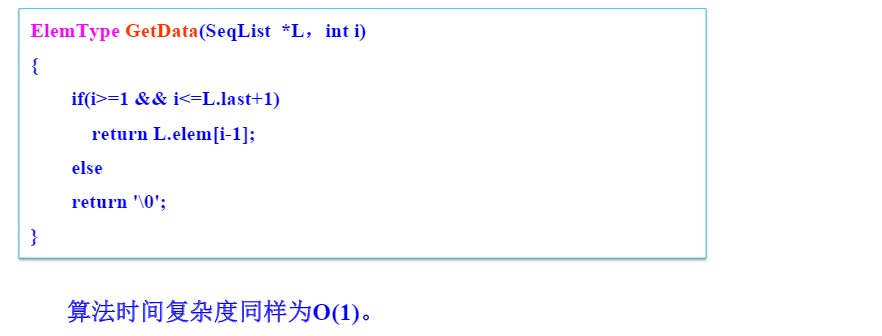 ElemType GetData(SeqList *L，int i)
{
if(i>=1 && i<=L.last+1)
return L.elem[i-1];
else
return '\0';
}
算法时间复杂度同样为O(1)。